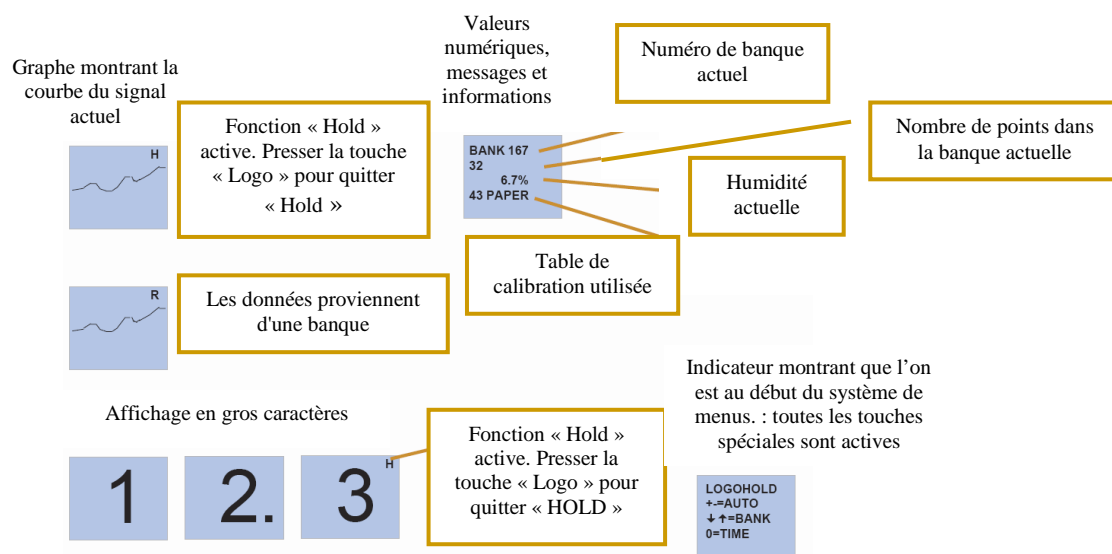 Graphe montrant la
courbe du signal
actuel
H
Fonction « Hold »
active. Presser la touche
« Logo » pour quitter
« Hold »
Valeurs
numériques,
messages et
informations
BANK 167
32
6.7%
43 PAPER
Numéro de banque
actuel
Nombre de points dans
la banque actuelle
Humidité
actuelle
Table de
calibration utilisée
R
Les données proviennent
d'une banque
Affichage en gros caractères
1
2.
3
H
Fonction « Hold »
active. Presser la
touche « Logo » pour
quitter « HOLD »
Indicateur montrant que l’on
est au début du système de
menus. : toutes les touches
spéciales sont actives
LOGOHOLD
+-=AUTO
↓ ↑=BANK
0=TIME